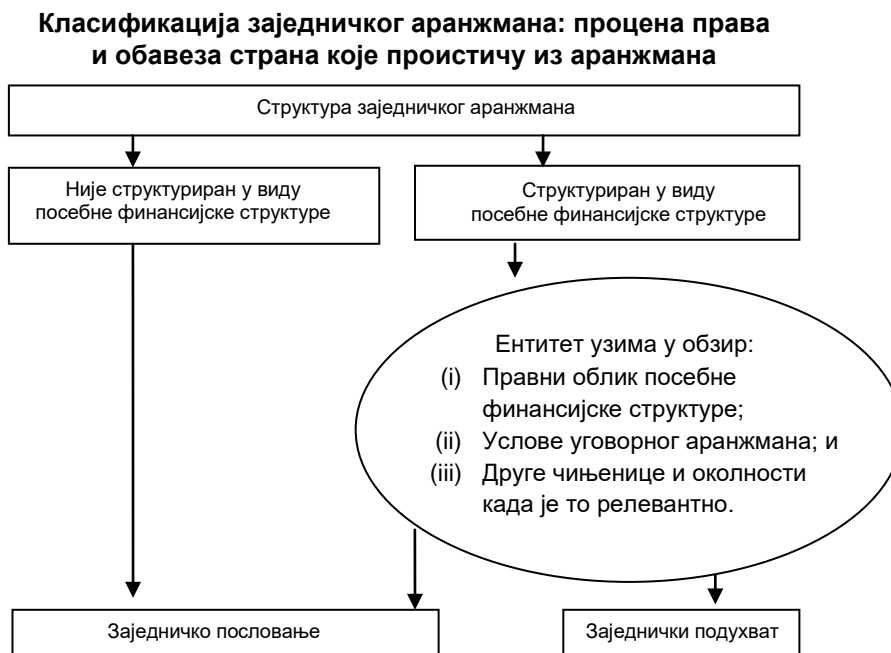 Класификација заједничког аранжмана: процена права
и обавеза страна које проистичу из аранжмана
Структура заједничког аранжмана
Није структуриран у виду
посебне финансијске структуре
Структуриран у виду
посебне финансијске структуре
Ентитет узима у обзир:
(i) Правни облик посебне
финансијске структуре;
(ii) Услове уговорног аранжмана; и
(iii) Друге чињенице и околности
када је то релевантно.
Заједничко пословање
Заједнички подухват